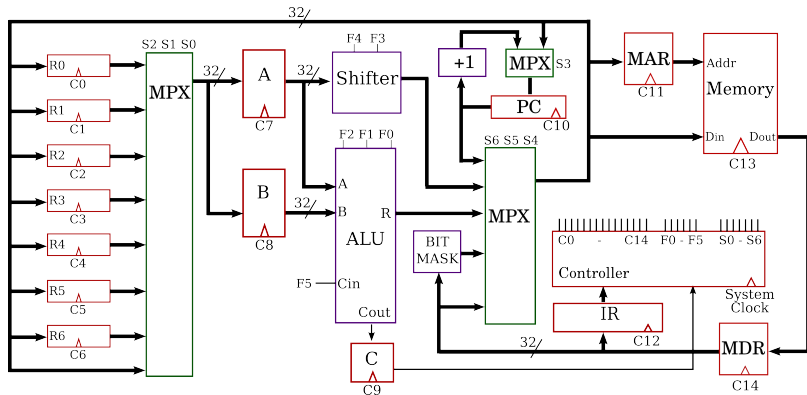 32
S2 S1 S0
F4 F3
+1
MPX
S3
MAR
C11
Addr
Memory
Din
Dout
C13
R0
C0
R1
C1
R2
C2
R3
C3
R4
C4
R5
C5
R6
C6
MPX
32
A
C7
32
Shifter
PC
C10
B
C8
32
F2 F1 F0
A
B
R
ALU
F5
Cin
Cout
C
C9
S6 S5 S4
MPX
BIT
MASK
32
C0 - C14 F0 - F5 S0 - S6
Controller
System
Clock
IR
C12
MDR
C14